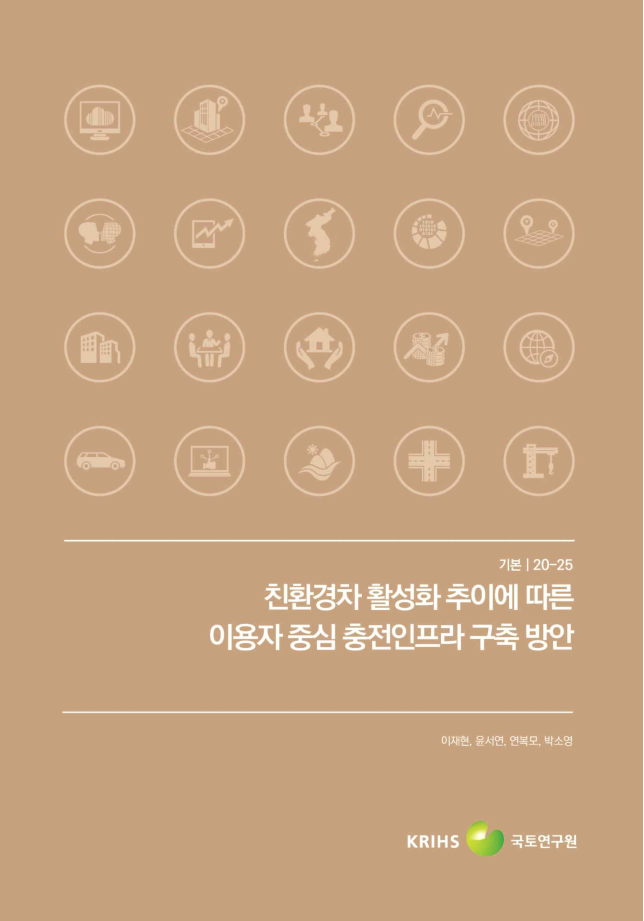 기본 | 20-25
친환경차 활성화 추이에 따른
이용자 중심 충전인프라 구축 방안
이재현, 윤서연, 연복모, 박소영
KRIHS 국토연구원